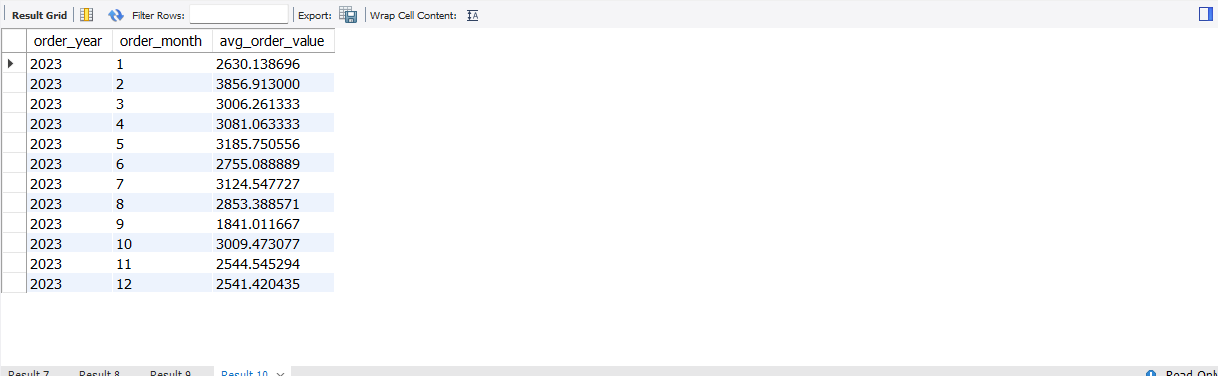 Result Grid Filter Rows: Export: Wrap Cell Content: IA
order_year order_month avg_order_value
2023 1 2630.138696
2023 2 3856.913000
2023 3 3006.261333
2023 4 3081.063333
2023 5 3185.750556
2023 6 2755.088889
2023 7 3124.547727
2023 8 2853.388571
2023 9 1841.011667
2023 10 3009.473077
2023 11 2544.545294
2023 12 2541.420435
Result 7 Result 8 Result 9 Result 10 Read Only